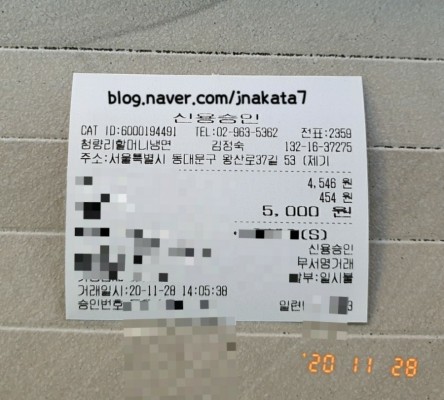 blog.naver.com/jnakata7
신용승인
CAT ID:6000194491 TEL:02-963-5362 전표:2359
청량리할머니냉면 김정숙 132-16-37275
주소:서울특별시 동대문구 왕산로37길 53 (제기
4,546 원
454 원
5,000 원
(S)
신용승인
무서명거래
할부:일시불
거래일시:20-11-28 14:05:38
승인번호
일련
'20 11 28